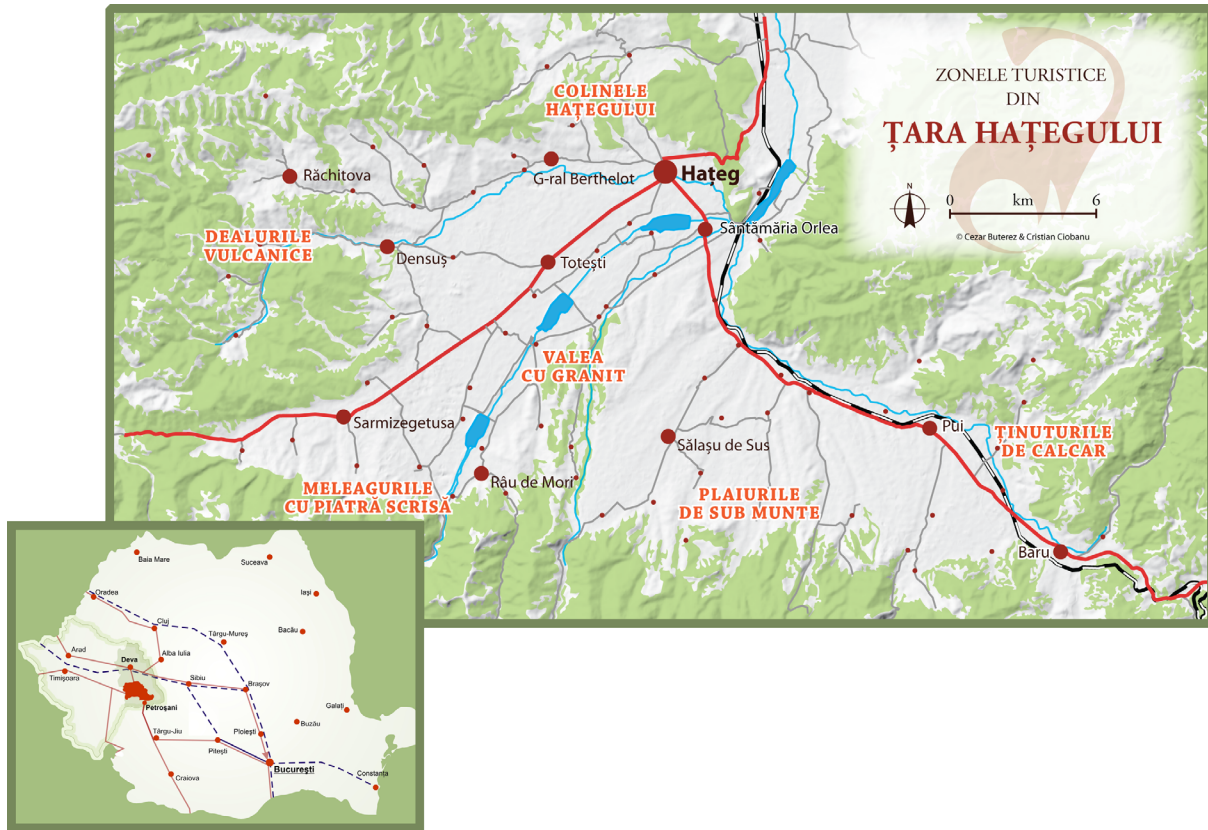 ZONELE TURISTICE
DIN
ȚARA HAȚEGULUI
N
0 km 6
© Cezar Buterez & Cristian Ciobanu
COLINELE
HAȚEGULUI
Răchitova
G-ral Berthelot
Hațeg
Sântămăria Orlea
DEALURILE
VULCANICE
Densuș
Totești
VALEA
CU GRANIT
Sarmizegetusa
Sălașu de Sus
Pui
ȚINUTURILE
DE CALCAR
MELEAGURILE
CU PIATRĂ SCRISĂ
Râu de Mori
PLAIURILE
DE SUB MUNTE
Baru
Baia Mare
Suceava
Oradea
Iași
Cluj
Târgu-Mureș
Bacău
Arad
Deva
Alba Iulia
Timișoara
Sibiu
Brașov
Petroșani
Galați
Târgu-Jiu
Ploiești
Buzău
Pitești
București
Craiova
Constanța